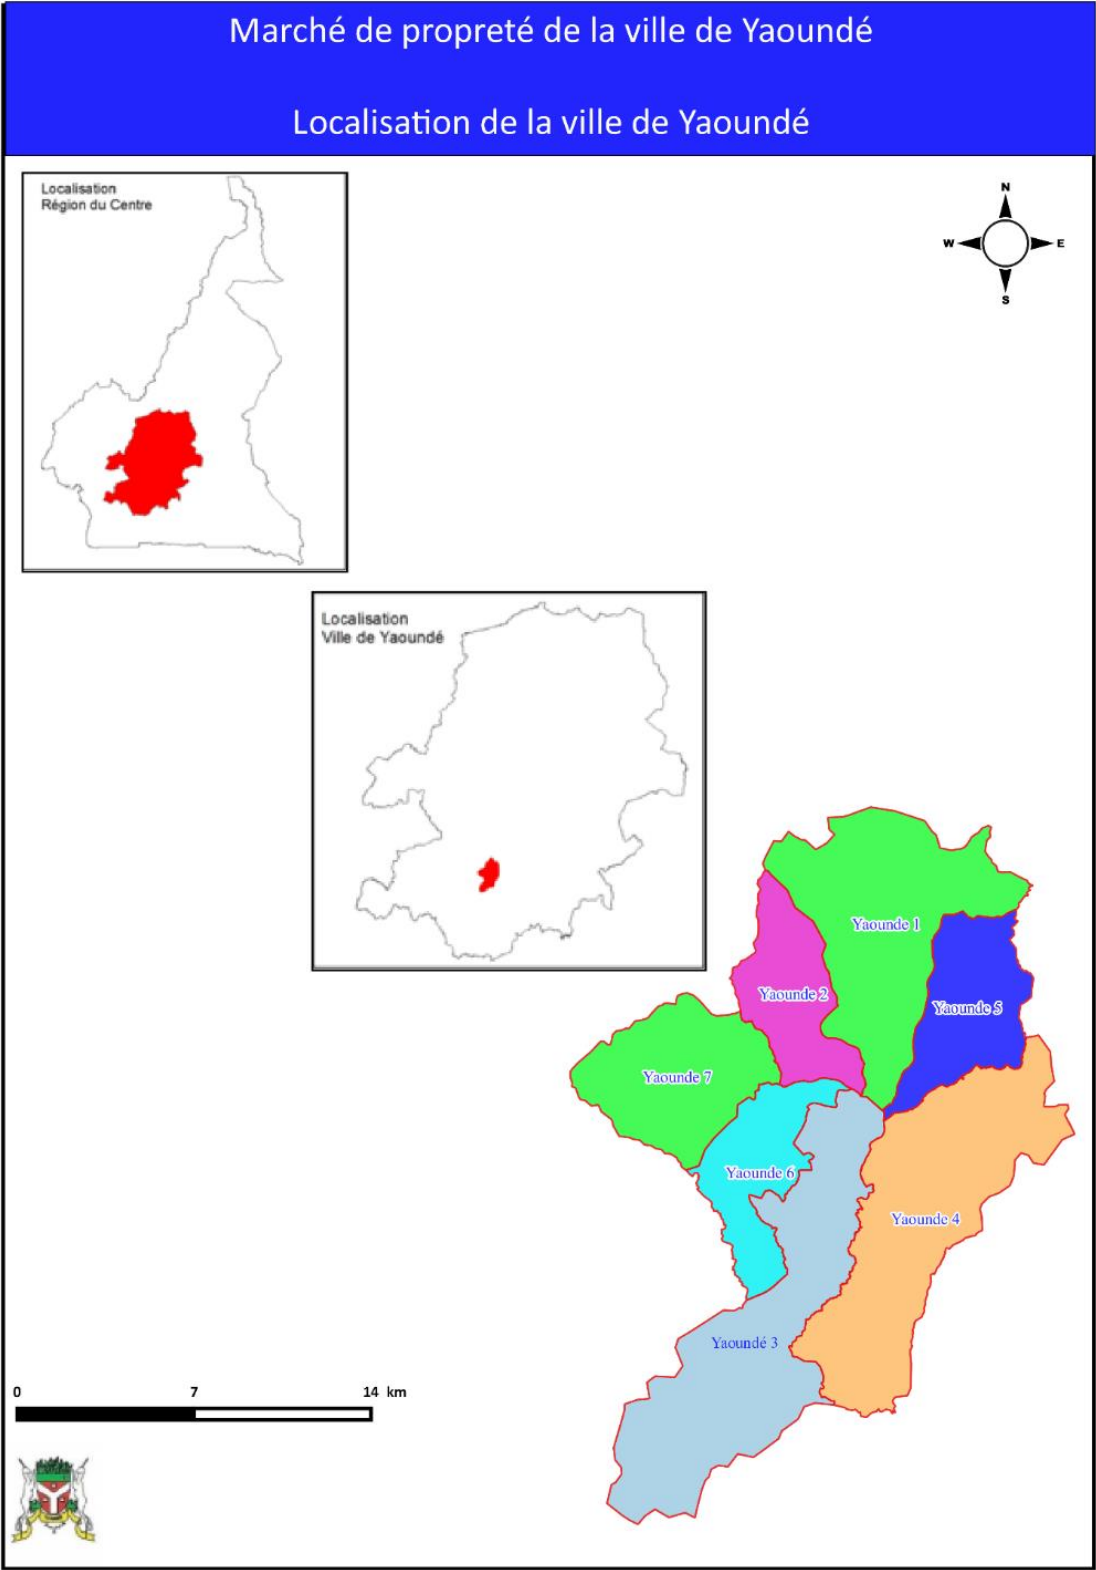 Marché de propreté de la ville de Yaoundé
Localisation de la ville de Yaoundé
Localisation
Région du Centre
N
W E
S
Localisation
Ville de Yaoundé
Yaounde 1
Yaounde 2
Yaounde 5
Yaounde 7
Yaounde 6
Yaounde 4
Yaoundé 3
0 7 14 km